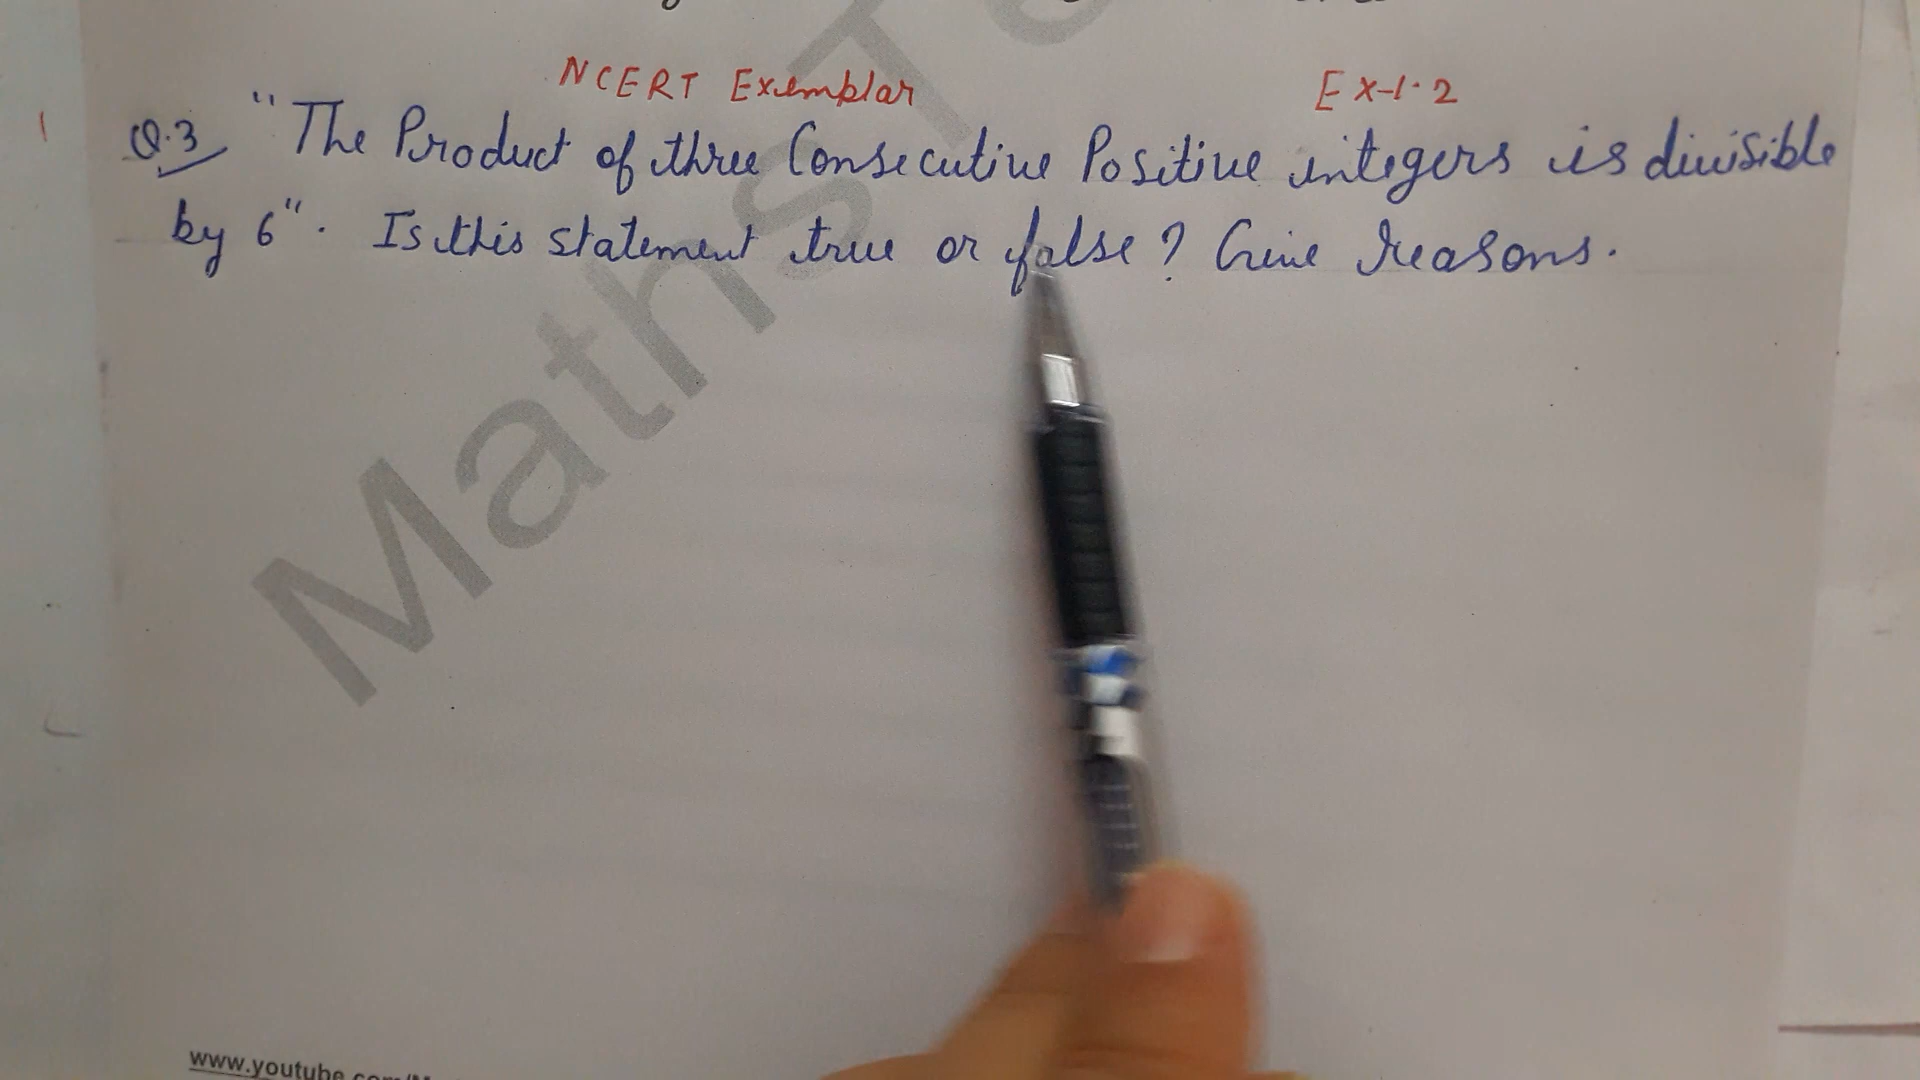 NCERT Exemplar Ex-1.2
Q.3 "The Product of three Consecutive Positive integers is divisible
by 6". Is this statement true or false? Give Reasons.
Maths
www.youtube.com/M